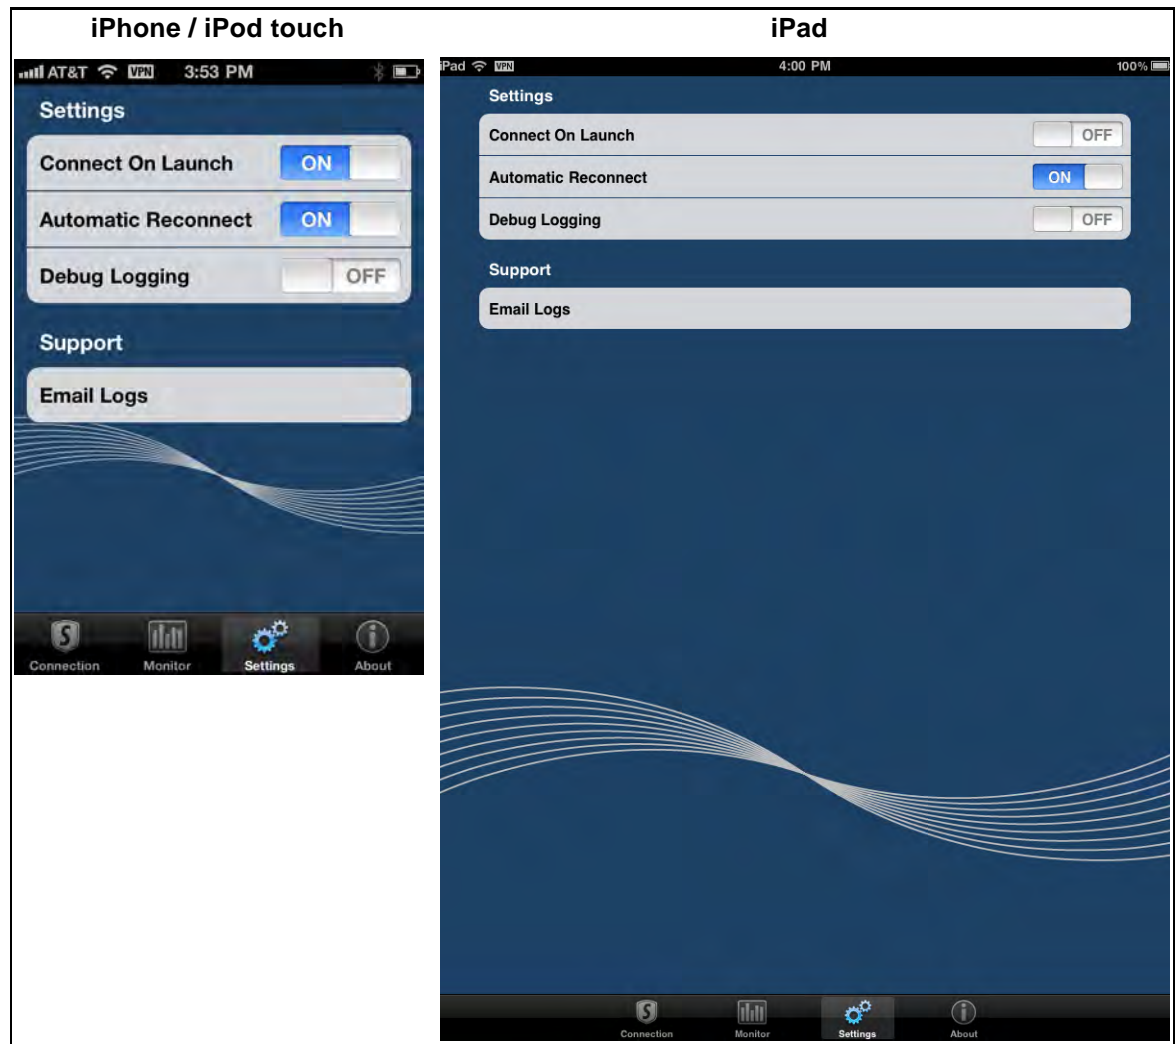 iPhone / iPod touch
AT&T VPN 3:53 PM
Settings
Connect On Launch ON
Automatic Reconnect ON
Debug Logging OFF
Support
Email Logs
S
Connection Monitor Settings About
iPad
iPad VPN 4:00 PM 100%
Settings
Connect On Launch OFF
Automatic Reconnect ON
Debug Logging OFF
Support
Email Logs
S
Connection Monitor Settings About